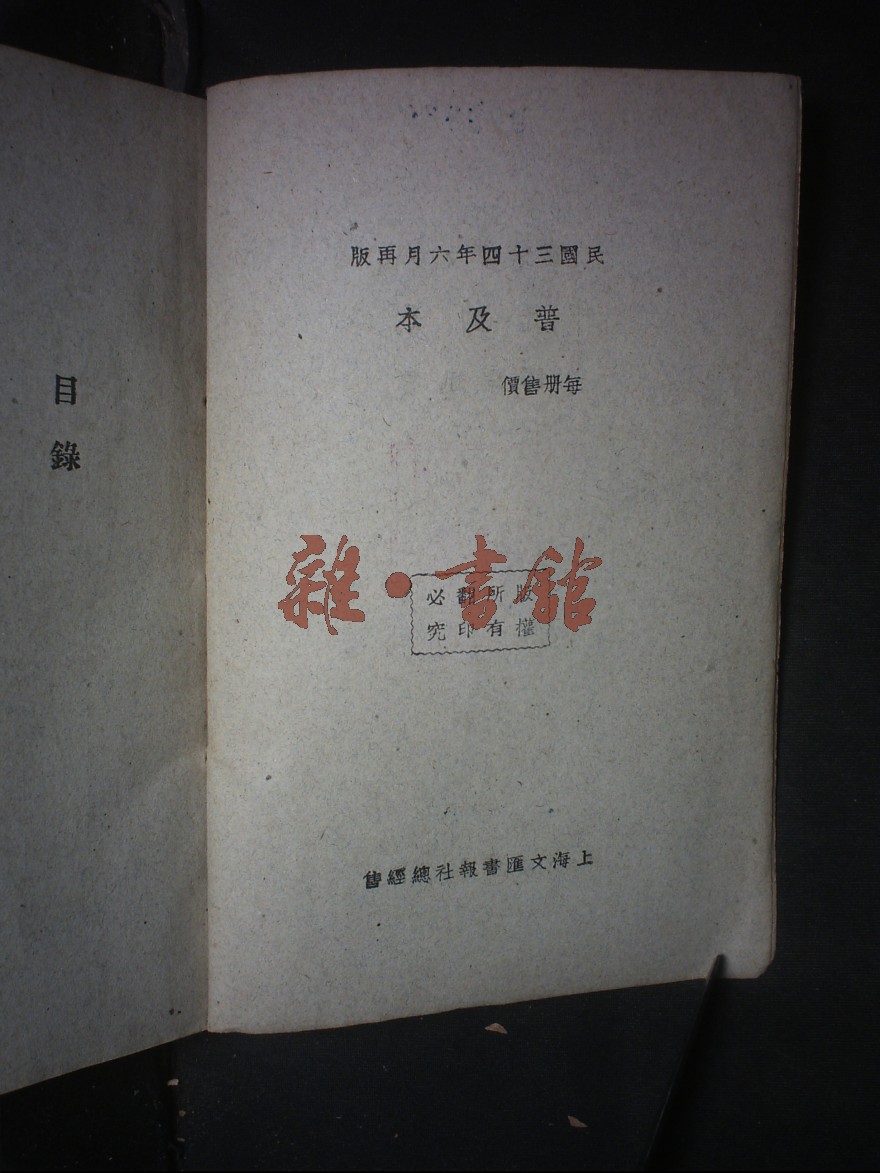 民國三十四年六月再版
普及本
每册售價
版權
所有
翻印
必究
雜·書館
上海文匯書報社總經售
目錄